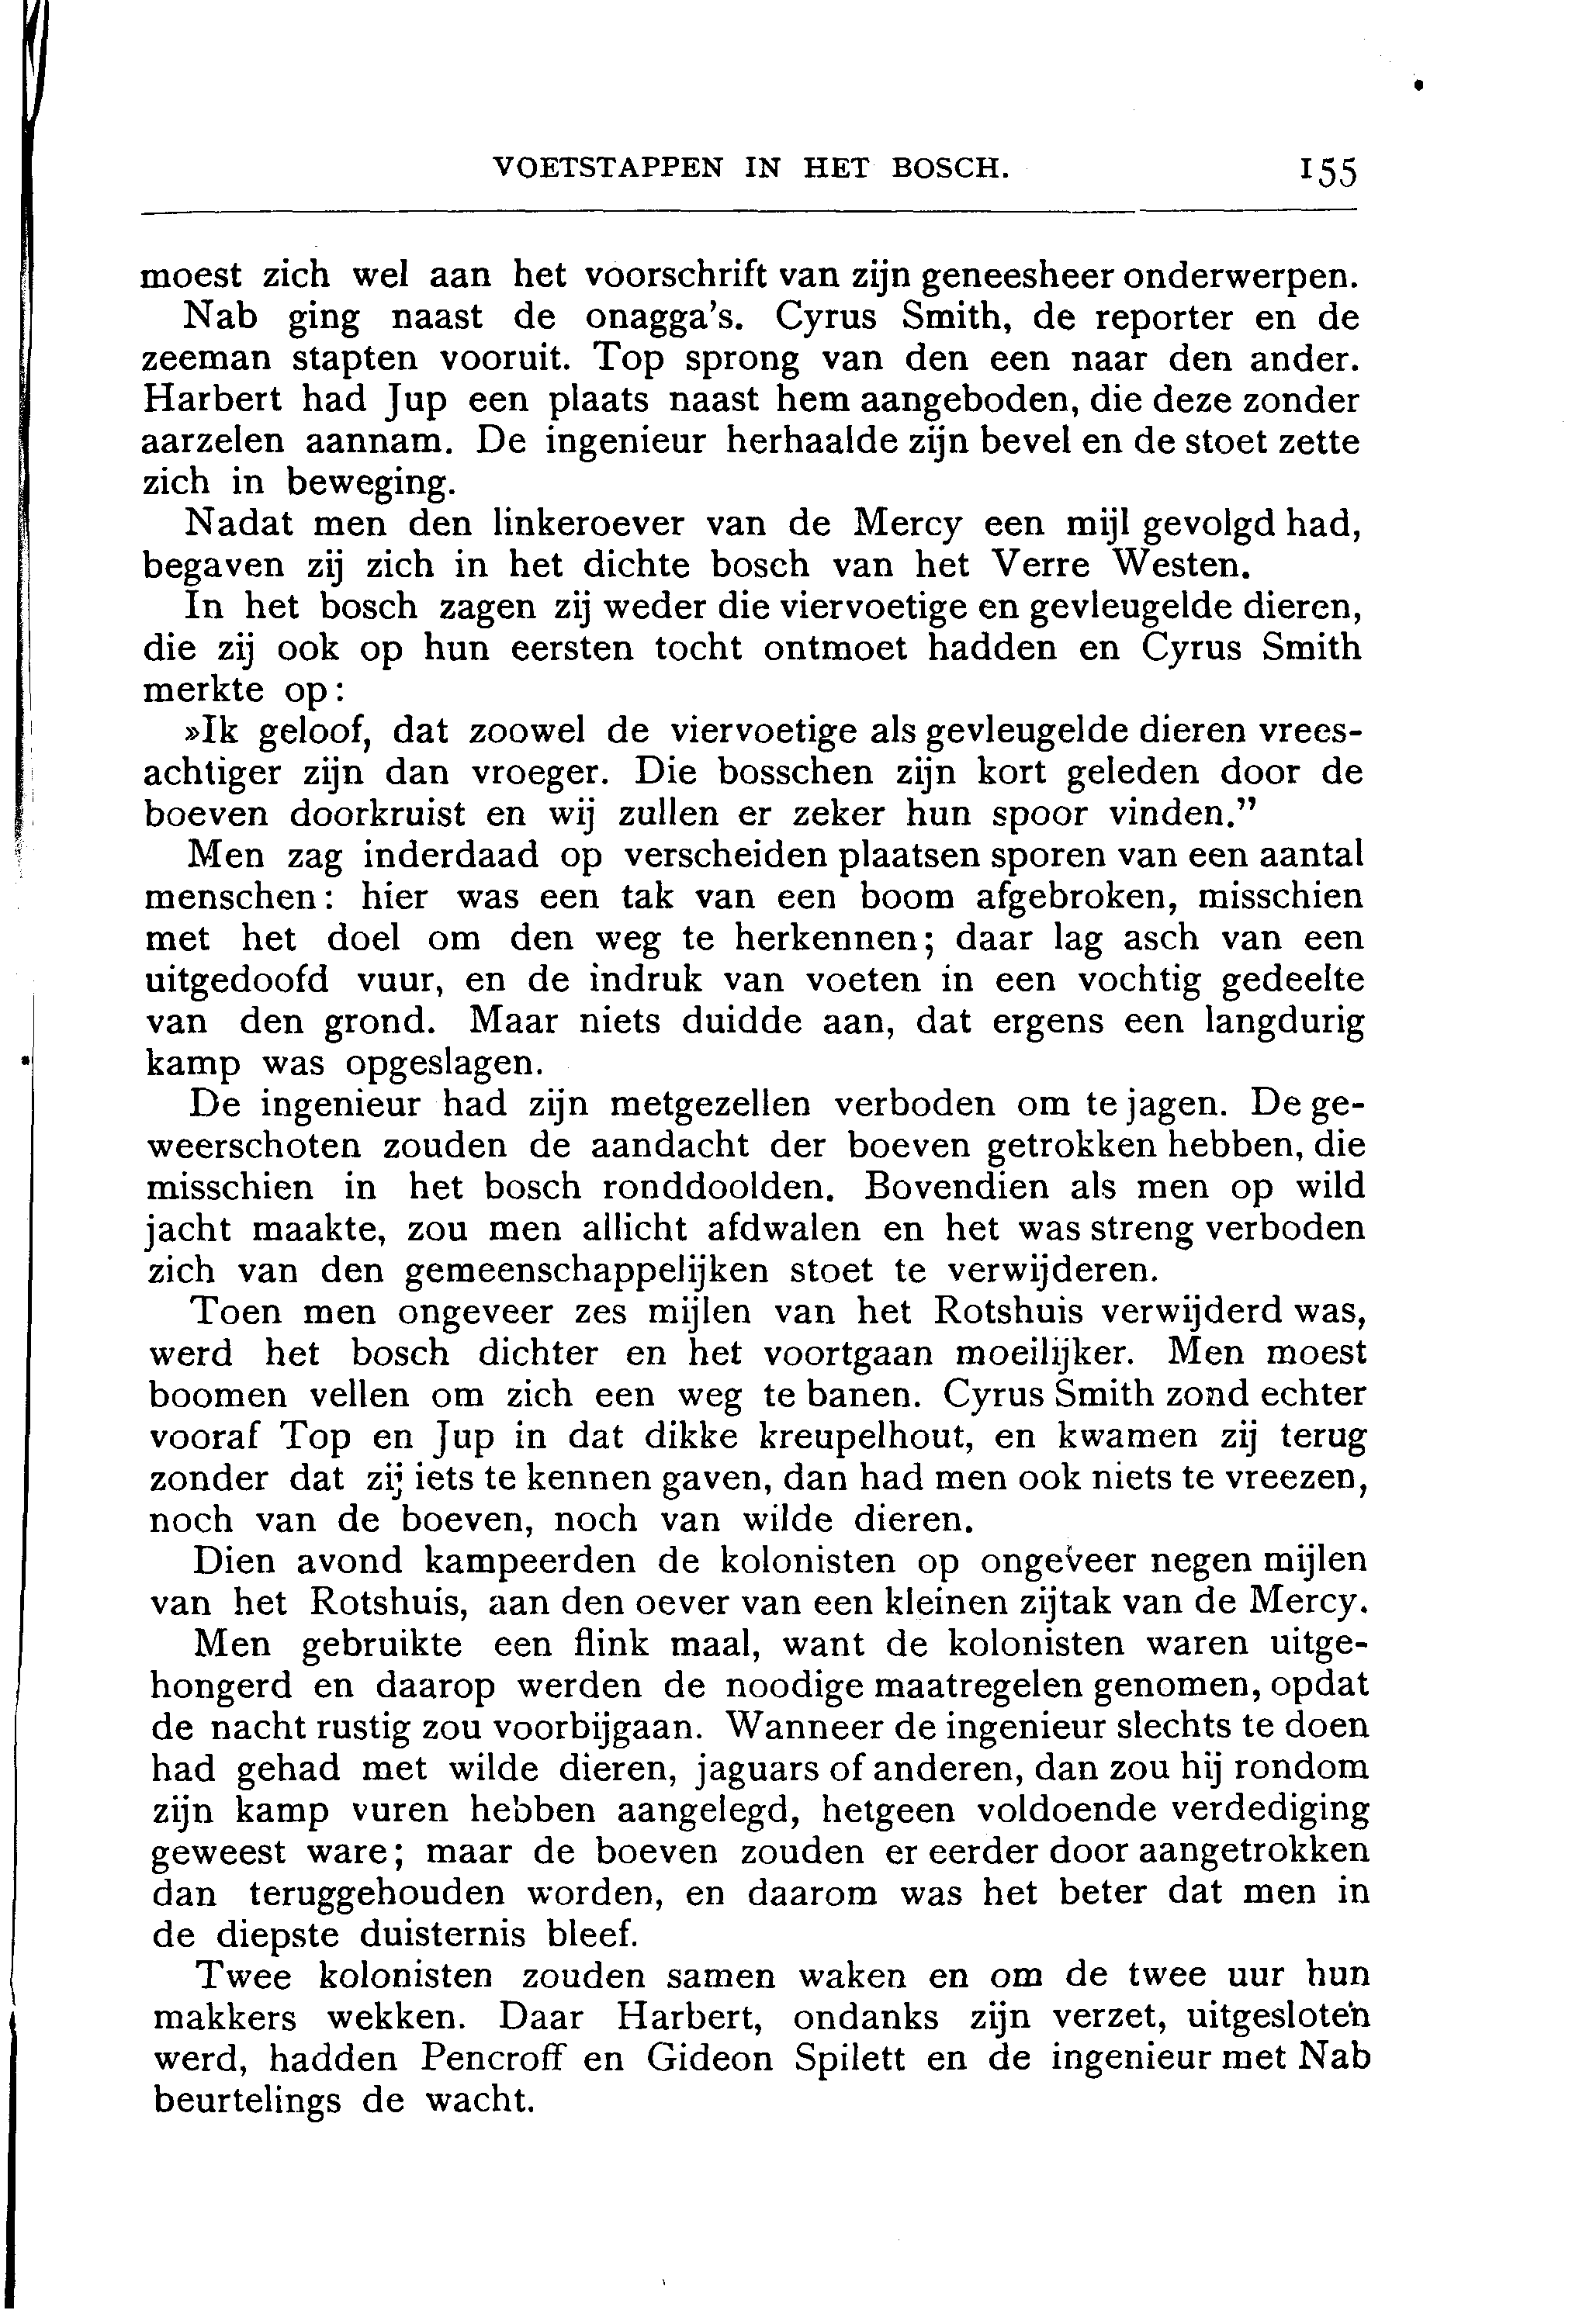 VOETSTAPPEN IN HET BOSCH. 155
moest zich wel aan het voorschrift van zijn geneesheer onderwerpen.
Nab ging naast de onagga's. Cyrus Smith, de reporter en de
zeeman stapten vooruit. Top sprong van den een naar den ander.
Harbert had Jup een plaats naast hem aangeboden, die deze zonder
aarzelen aannam. De ingenieur herhaalde zijn bevel en de stoet zette
zich in beweging.
Nadat men den linkeroever van de Mercy een mijl gevolgd had,
begaven zij zich in het dichte bosch van het Verre Westen.
In het bosch zagen zij weder die viervoetige en gevleugelde dieren,
die zij ook op hun eersten tocht ontmoet hadden en Cyrus Smith
merkte op:
»Ik geloof, dat zoowel de viervoetige als gevleugelde dieren vrees-
achtiger zijn dan vroeger. Die bosschen zijn kort geleden door de
boeven doorkruist en wij zullen er zeker hun spoor vinden.”
Men zag inderdaad op verscheiden plaatsen sporen van een aantal
menschen: hier was een tak van een boom afgebroken, misschien
met het doel om den weg te herkennen; daar lag asch van een
uitgedoofd vuur, en de indruk van voeten in een vochtig gedeelte
van den grond. Maar niets duidde aan, dat ergens een langdurig
kamp was opgeslagen.
De ingenieur had zijn metgezellen verboden om te jagen. De ge-
weerschoten zouden de aandacht der boeven getrokken hebben, die
misschien in het bosch ronddoolden. Bovendien als men op wild
jacht maakte, zou men allicht afdwalen en het was streng verboden
zich van den gemeenschappelijken stoet te verwijderen.
Toen men ongeveer zes mijlen van het Rotshuis verwijderd was,
werd het bosch dichter en het voortgaan moeilijker. Men moest
boomen vellen om zich een weg te banen. Cyrus Smith zond echter
vooraf Top en Jup in dat dikke kreupelhout, en kwamen zij terug
zonder dat zij iets te kennen gaven, dan had men ook niets te vreezen,
noch van de boeven, noch van wilde dieren.
Dien avond kampeerden de kolonisten op ongeveer negen mijlen
van het Rotshuis, aan den oever van een kleinen zijtak van de Mercy.
Men gebruikte een flink maal, want de kolonisten waren uitge-
hongerd en daarop werden de noodige maatregelen genomen, opdat
de nacht rustig zou voorbijgaan. Wanneer de ingenieur slechts te doen
had gehad met wilde dieren, jaguars of anderen, dan zou hij rondom
zijn kamp vuren hebben aangelegd, hetgeen voldoende verdediging
geweest ware; maar de boeven zouden er eerder door aangetrokken
dan teruggehouden worden, en daarom was het beter dat men in
de diepste duisternis bleef.
Twee kolonisten zouden samen waken en om de twee uur hun
makkers wekken. Daar Harbert, ondanks zijn verzet, uitgesloten
werd, hadden Pencroff en Gideon Spilett en de ingenieur met Nab
beurtelings de wacht.